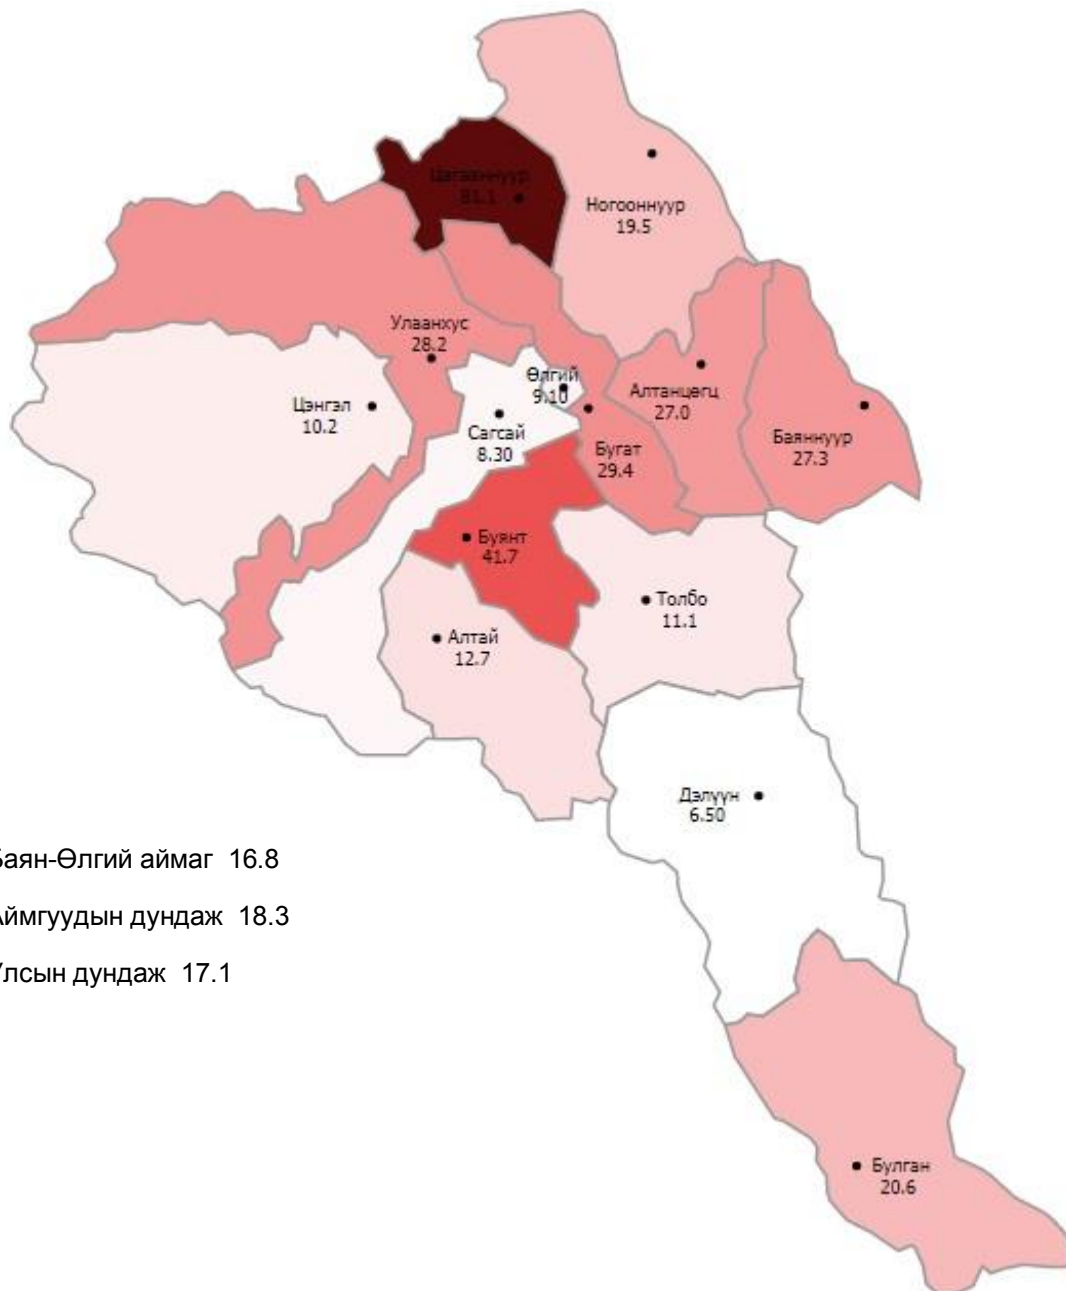 Цагааннуур
81.1
Ногооннуур
19.5
Улаанхус
28.2
Өлгий
9.10
Алтанцөгц
27.0
Цэнгэл
10.2
Сагсай
8.30
Бугат
29.4
Баяннуур
27.3
Буянт
41.7
Толбо
11.1
Алтай
12.7
Дэлүүн
6.50
Баян-Өлгий аймаг 16.8
Аймгуудын дундаж 18.3
Улсын дундаж 17.1
Булган
20.6